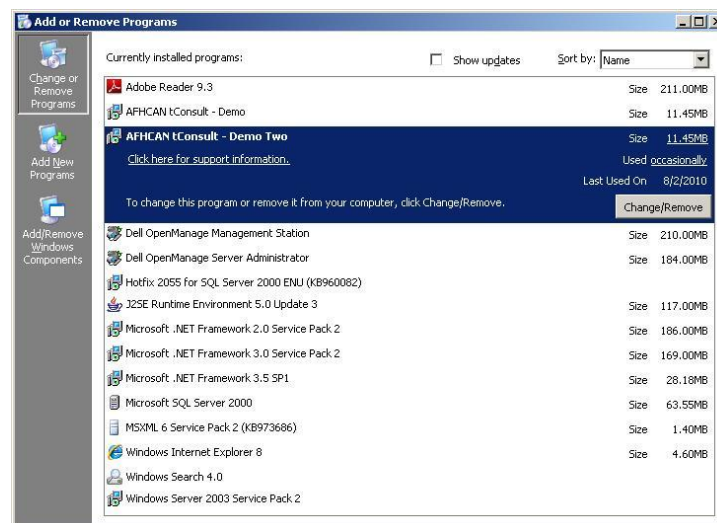 Add or Remove Programs
Change or
Remove
Programs
Add New
Programs
Add/Remove
Windows
Components
Currently installed programs:
Show updates
Sort by: Name
Adobe Reader 9.3 Size 211.00MB
AFHCAN tConsult - Demo Size 11.45MB
AFHCAN tConsult - Demo Two Size 11.45MB
Click here for support information. Used occasionally
Last Used On 8/2/2010
To change this program or remove it from your computer, click Change/Remove. Change/Remove
Dell OpenManage Management Station Size 210.00MB
Dell OpenManage Server Administrator Size 184.00MB
Hotfix 2055 for SQL Server 2000 ENU (KB960082)
J2SE Runtime Environment 5.0 Update 3 Size 117.00MB
Microsoft .NET Framework 2.0 Service Pack 2 Size 186.00MB
Microsoft .NET Framework 3.0 Service Pack 2 Size 169.00MB
Microsoft .NET Framework 3.5 SP1 Size 28.18MB
Microsoft SQL Server 2000 Size 63.55MB
MSXML 6 Service Pack 2 (KB973686) Size 1.40MB
Windows Internet Explorer 8 Size 4.60MB
Windows Search 4.0
Windows Server 2003 Service Pack 2